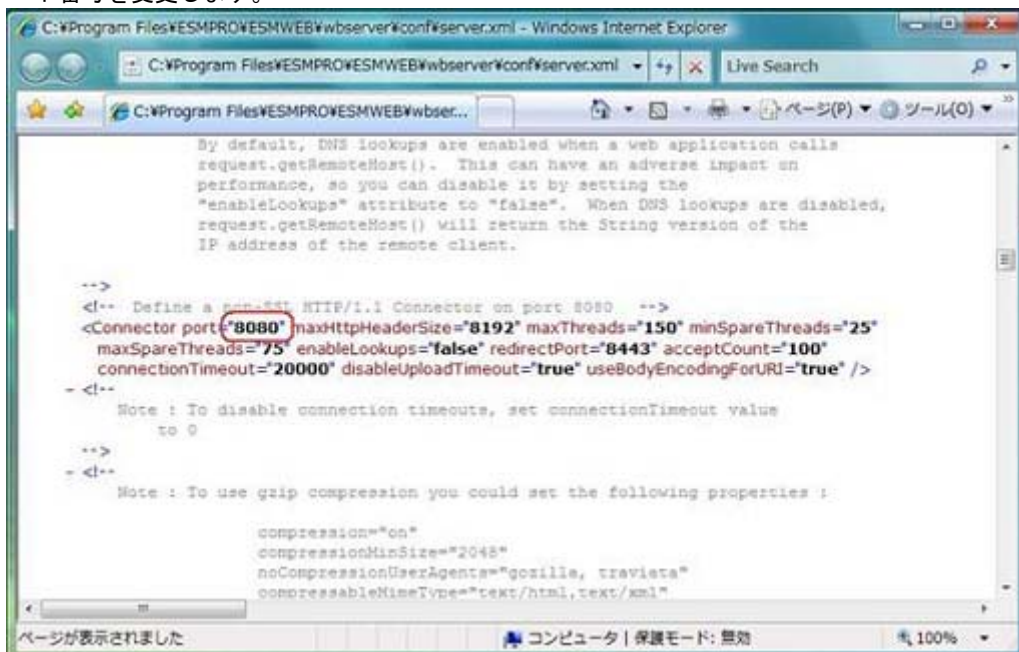 番号を変更します。
C:¥Program Files¥ESMPRO¥ESMWEB¥wbserver¥conf¥server.xml - Windows Internet Explorer
C:¥Program Files¥ESMPRO¥ESMWEB¥wbserver¥conf¥server.xml Live Search
C:¥Program Files¥ESMPRO¥ESMWEB¥wbser... ページ(P) ツール(O)
By default, DNS lookups are enabled when a web application calls
request.getRemoteHost(). This can have an adverse impact on
performance, so you can disable it by setting the
"enableLookups" attribute to "false". When DNS lookups are disabled,
request.getRemoteHost() will return the String version of the
IP address of the remote client.
-->
<!-- Define a non-SSL HTTP/1.1 Connector on port 8080 -->
<Connector port="8080" maxHttpHeaderSize="8192" maxThreads="150" minSpareThreads="25"
maxSpareThreads="75" enableLookups="false" redirectPort="8443" acceptCount="100"
connectionTimeout="20000" disableUploadTimeout="true" useBodyEncodingForURI="true" />
- <!--
Note : To disable connection timeouts, set connectionTimeout value
to 0
-->
- <!--
Note : To use gzip compression you could set the following properties :
compression="on"
compressionMinSize="2048"
noCompressionUserAgents="gozilla, traviata"
compressableMimeType="text/html,text/xml"
ページが表示されました コンピュータ | 保護モード: 無効 100%